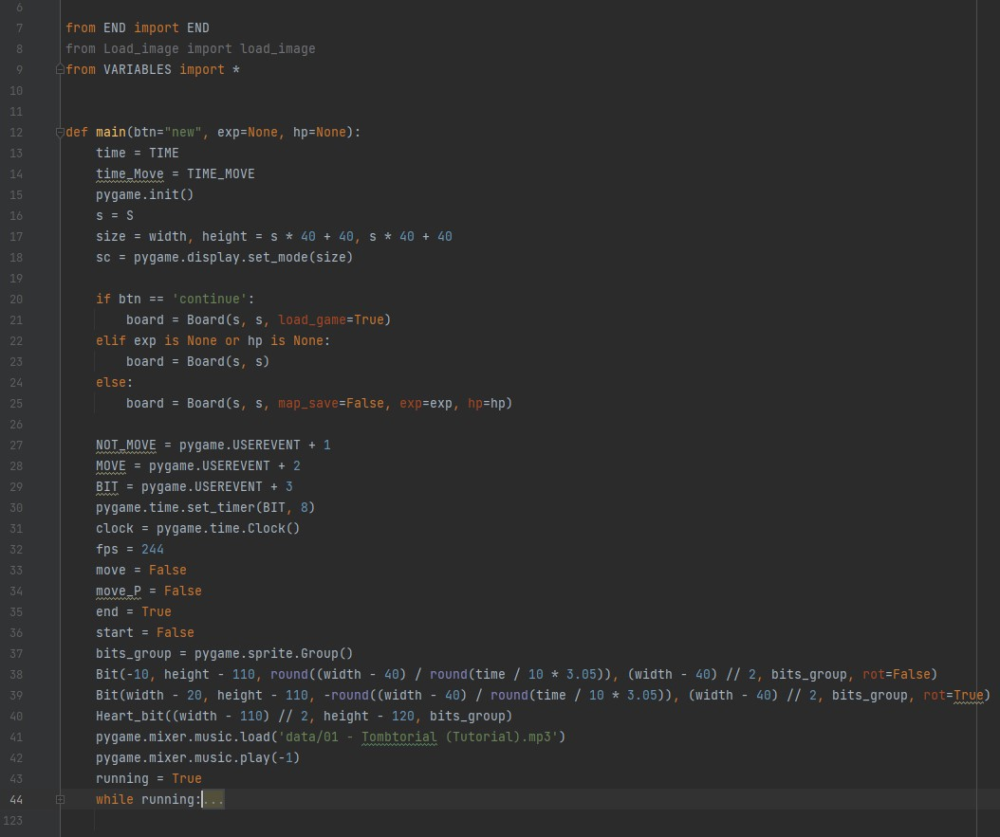 6
7 from END import END
8 from Load_image import load_image
9 from VARIABLES import *
10
11
12 def main(btn="new", exp=None, hp=None):
13     time = TIME
14     time_Move = TIME_MOVE
15     pygame.init()
16     s = S
17     size = width, height = s * 40 + 40, s * 40 + 40
18     sc = pygame.display.set_mode(size)
19
20     if btn == 'continue':
21         board = Board(s, s, load_game=True)
22     elif exp is None or hp is None:
23         board = Board(s, s)
24     else:
25         board = Board(s, s, map_save=False, exp=exp, hp=hp)
26
27     NOT_MOVE = pygame.USEREVENT + 1
28     MOVE = pygame.USEREVENT + 2
29     BIT = pygame.USEREVENT + 3
30     pygame.time.set_timer(BIT, 8)
31     clock = pygame.time.Clock()
32     fps = 244
33     move = False
34     move_P = False
35     end = True
36     start = False
37     bits_group = pygame.sprite.Group()
38     Bit(-10, height - 110, round((width - 40) / round(time / 10 * 3.05)), (width - 40) // 2, bits_group, rot=False)
39     Bit(width - 20, height - 110, -round((width - 40) / round(time / 10 * 3.05)), (width - 40) // 2, bits_group, rot=True)
40     Heart_bit((width - 110) // 2, height - 120, bits_group)
41     pygame.mixer.music.load('data/01 - Tombtorial (Tutorial).mp3')
42     pygame.mixer.music.play(-1)
43     running = True
44     while running:...
123